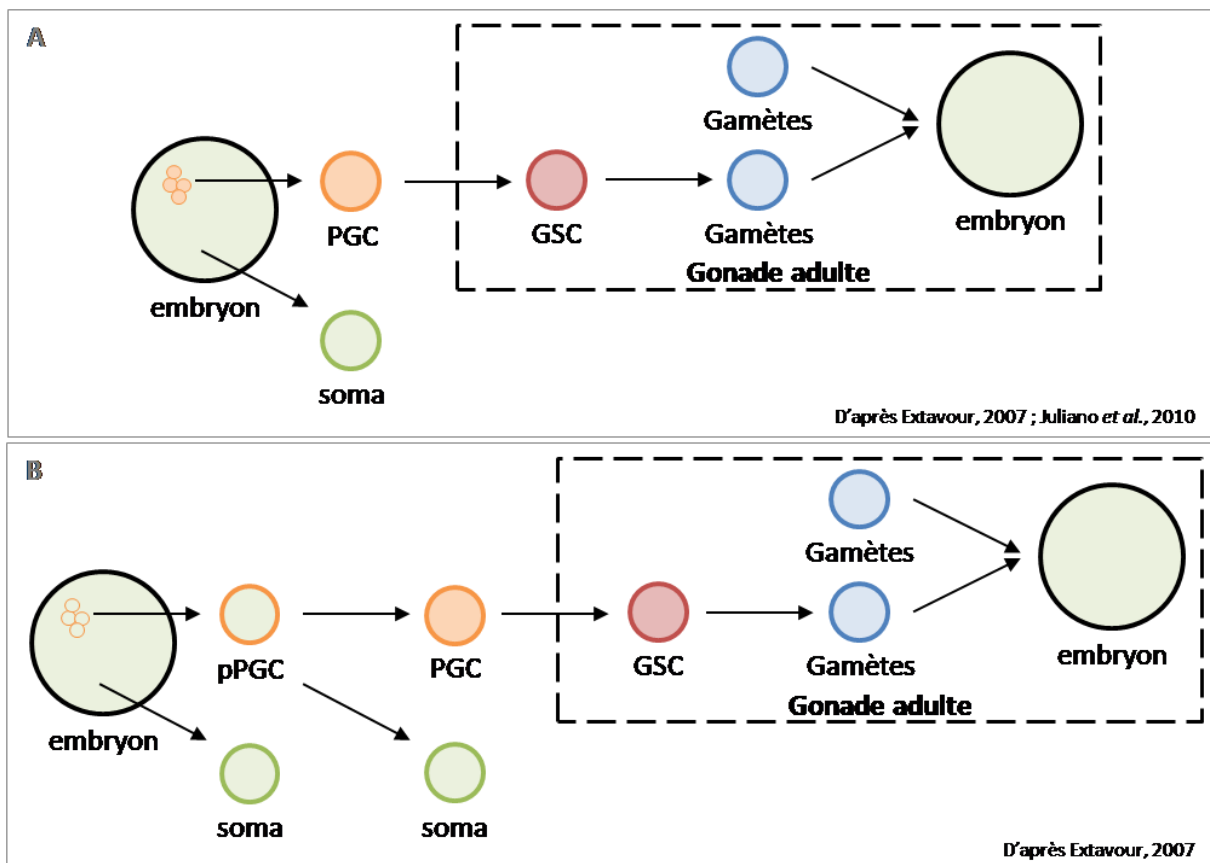 A
Gamètes
PGC
GSC
Gamètes
embryon
embryon
Gonade adulte
soma
D'après Extavour, 2007 ; Juliano et al., 2010
B
Gamètes
pPGC
PGC
GSC
Gamètes
embryon
embryon
Gonade adulte
soma
soma
D'après Extavour, 2007